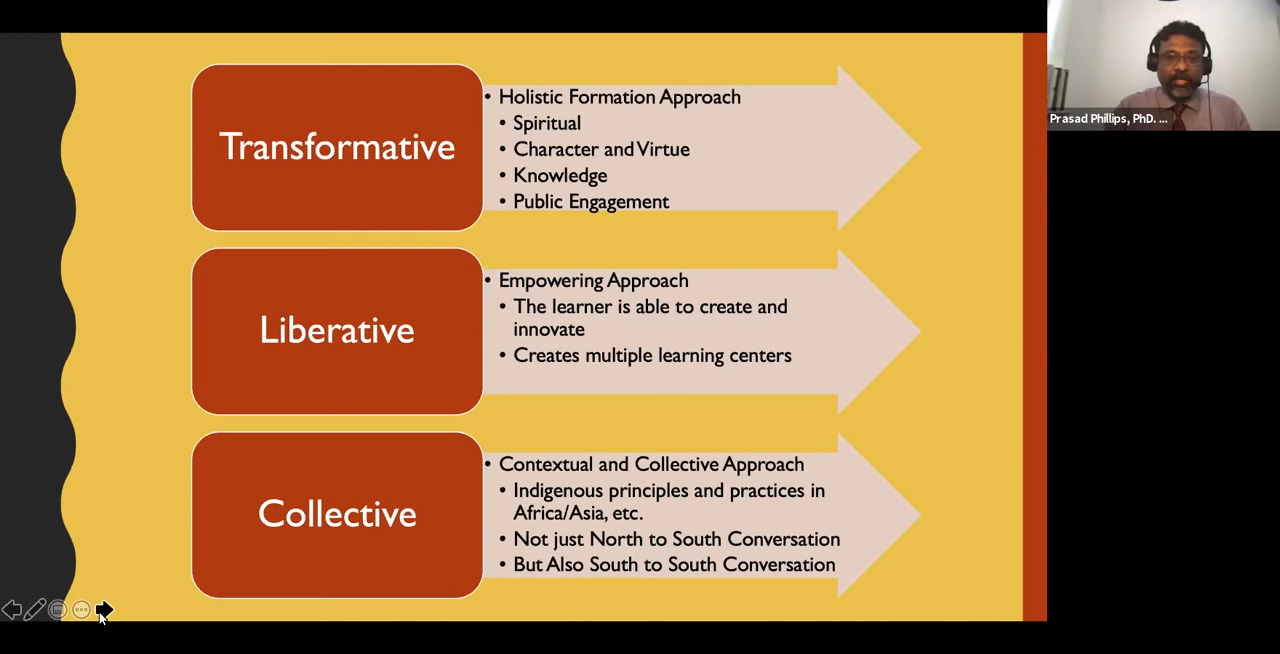 Transformative
• Holistic Formation Approach
• Spiritual
• Character and Virtue
• Knowledge
• Public Engagement
Liberative
• Empowering Approach
• The learner is able to create and
innovate
• Creates multiple learning centers
Collective
• Contextual and Collective Approach
• Indigenous principles and practices in
Africa/Asia, etc.
• Not just North to South Conversation
• But Also South to South Conversation
Prasad Phillips, PhD. ...